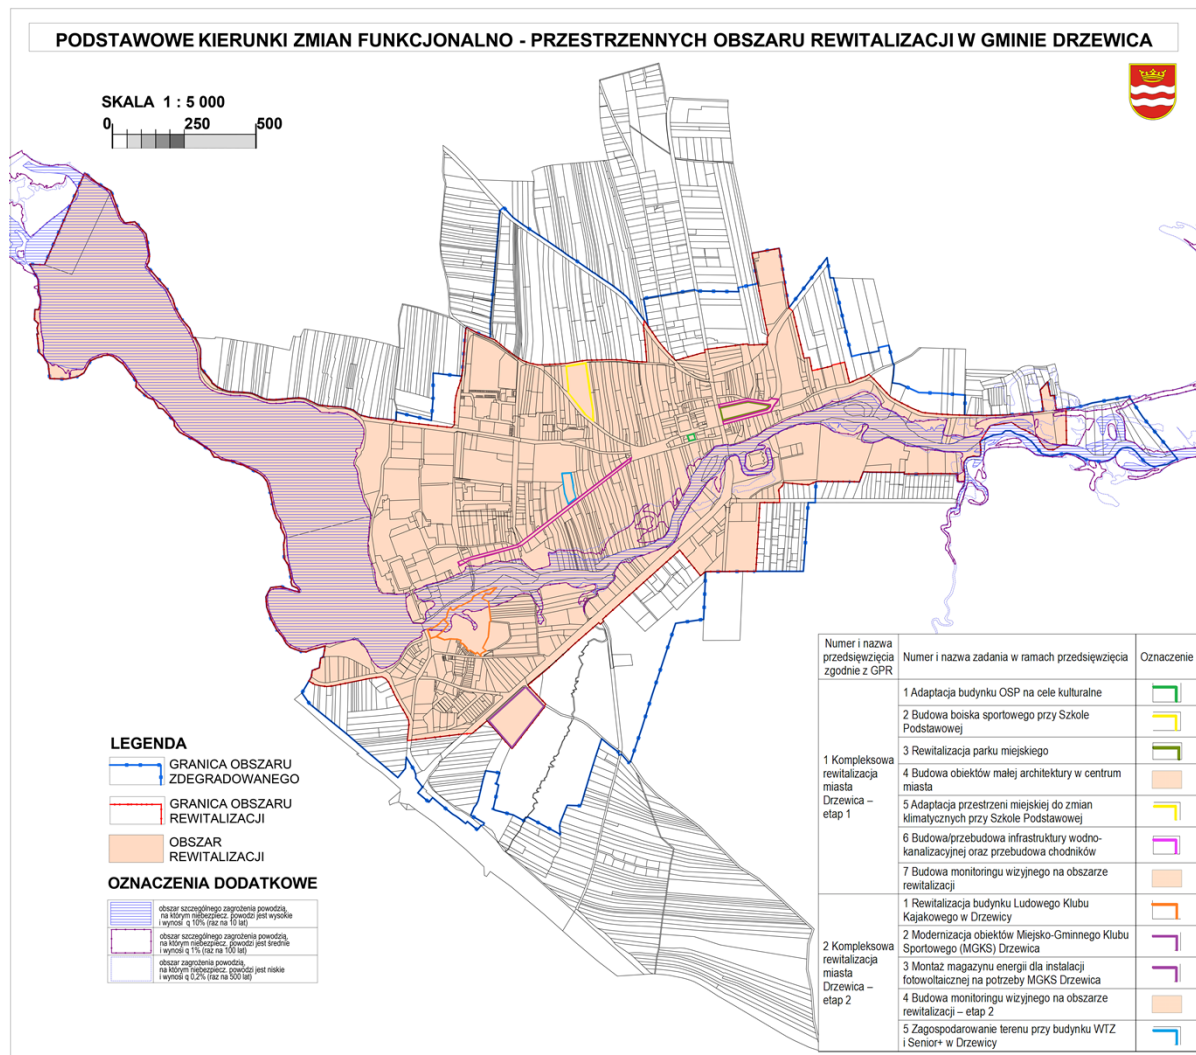 PODSTAWOWE KIERUNKI ZMIAN FUNKCJONALNO - PRZESTRZENNYCH OBSZARU REWITALIZACJI W GMINIE DRZEWICA
SKALA 1 : 5 000
0 250 500
LEGENDA
GRANICA OBSZARU
ZDEGRADOWANEGO
GRANICA OBSZARU
REWITALIZACJI
OBSZAR
REWITALIZACJI
OZNACZENIA DODATKOWE
obszar szczególnego zagrożenia powodzią,
na którym niebezpiecz. powodzi jest wysokie
i wynosi q 10% (raz na 10 lat)
obszar szczególnego zagrożenia powodzią,
na którym niebezpiecz. powodzi jest średnie
i wynosi q 1% (raz na 100 lat)
obszar zagrożenia powodzią,
na którym niebezpiecz. powodzi jest niskie
i wynosi q 0,2% (raz na 500 lat)
Numer i nazwa
przedsięwzięcia
zgodnie z GPR
Numer i nazwa zadania w ramach przedsięwzięcia
Oznaczenie
1 Kompleksowa
rewitalizacja
miasta
Drzewica –
etap 1
1 Adaptacja budynku OSP na cele kulturalne
2 Budowa boiska sportowego przy Szkole
Podstawowej
3 Rewitalizacja parku miejskiego
4 Budowa obiektów małej architektury w centrum
miasta
5 Adaptacja przestrzeni miejskiej do zmian
klimatycznych przy Szkole Podstawowej
6 Budowa/przebudowa infrastruktury wodno-
kanalizacyjnej oraz przebudowa chodników
7 Budowa monitoringu wizyjnego na obszarze
rewitalizacji
2 Kompleksowa
rewitalizacja
miasta
Drzewica –
etap 2
1 Rewitalizacja budynku Ludowego Klubu
Kajakowego w Drzewicy
2 Modernizacja obiektów Miejsko-Gminnego Klubu
Sportowego (MGKS) Drzewica
3 Montaż magazynu energii dla instalacji
fotowoltaicznej na potrzeby MGKS Drzewica
4 Budowa monitoringu wizyjnego na obszarze
rewitalizacji – etap 2
5 Zagospodarowanie terenu przy budynku WTZ
i Senior+ w Drzewicy